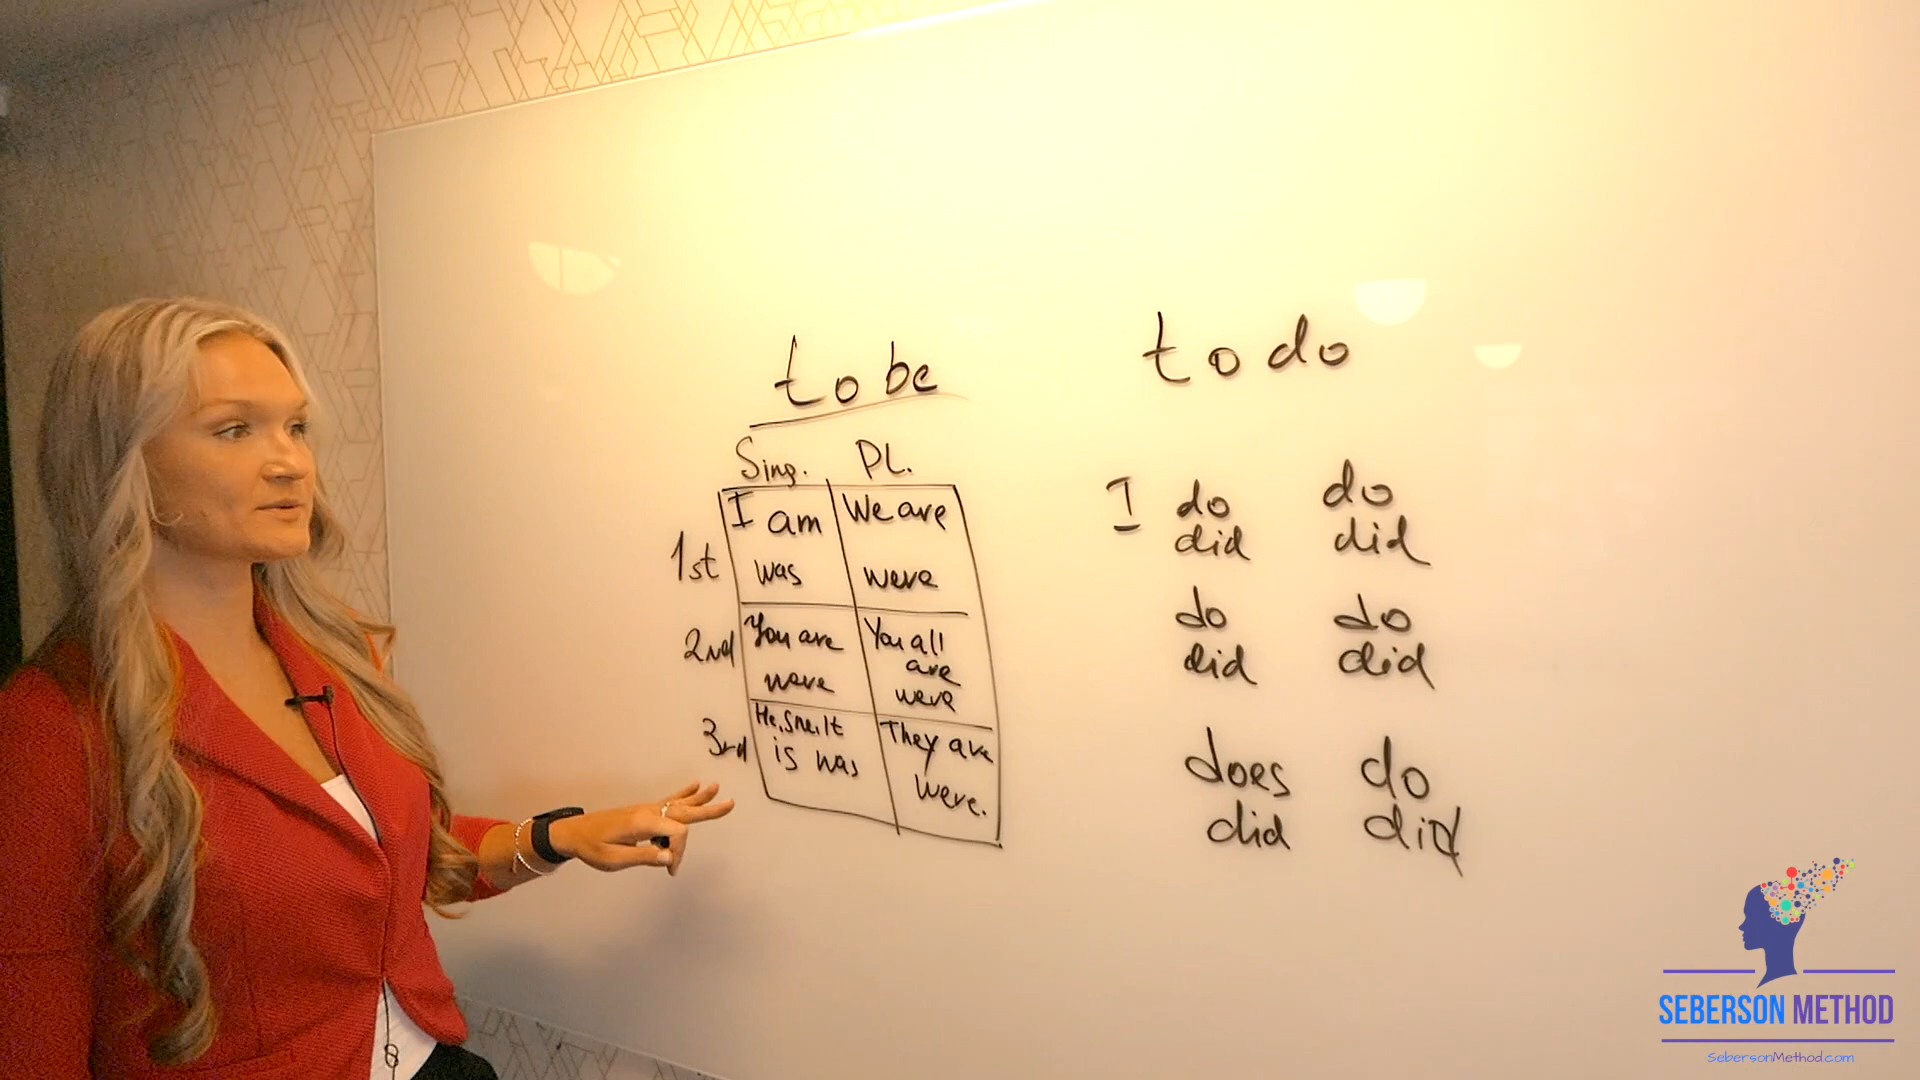 to be
Sing. PL.
1st
I am
was
We are
were
2nd
You are
were
You all
are
were
3rd
He, She, It
is was
They are
were.
to do
I do do
did did
do do
did did
does do
did did
SEBERSON METHOD
SebersonMethod.com